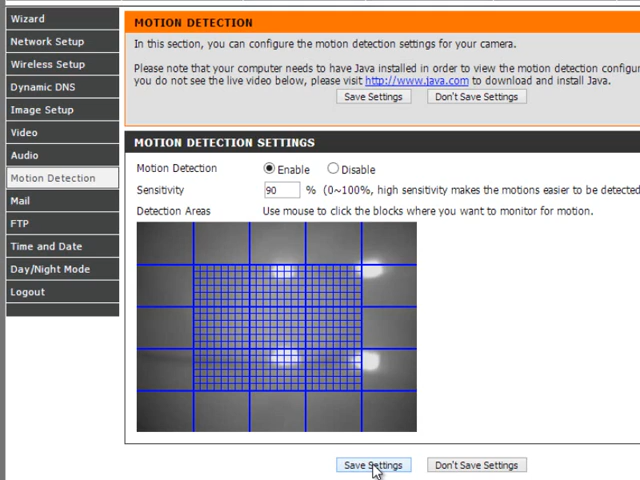 Wizard
Network Setup
Wireless Setup
Dynamic DNS
Image Setup
Video
Audio
Motion Detection
Mail
FTP
Time and Date
Day/Night Mode
Logout
MOTION DETECTION
In this section, you can configure the motion detection settings for your camera.
Please note that your computer needs to have Java installed in order to view the motion detection
you do not see the live video below, please visit http://www.java.com to download and install Java.
Save Settings Don't Save Settings
MOTION DETECTION SETTINGS
Motion Detection Enable Disable
Sensitivity 90 % (0~100%, high sensitivity makes the motions easier to be detected
Detection Areas Use mouse to click the blocks where you want to monitor for motion.
Save Settings Don't Save Settings